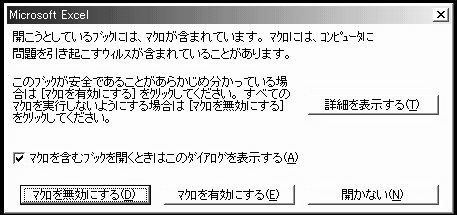 Microsoft Excel
開こうとしているブックには、マクロが含まれています。マクロには、コンピュータに
問題を引き起こすウィルスが含まれていることがあります。
このブックが安全であることがあらかじめ分かっている場
合は [マクロを有効にする] をクリックしてください。すべての
マクロを実行しないようにする場合は [マクロを無効にする]
をクリックしてください。
詳細を表示する(T)
マクロを含むブックを開くときはこのダイアログを表示する(A)
マクロを無効にする(D) マクロを有効にする(E) 開かない(N)